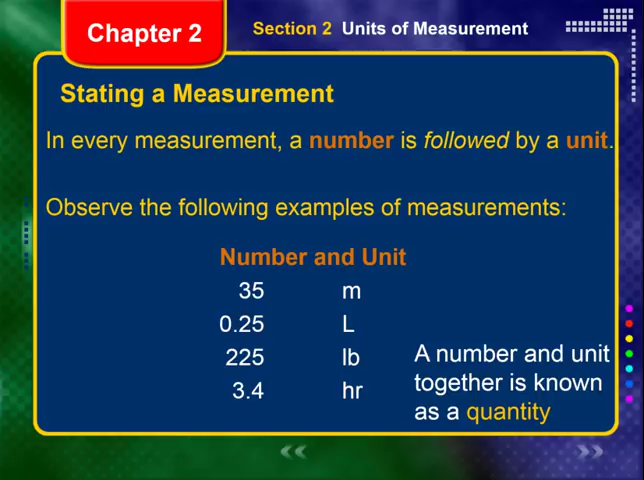 Chapter 2
Section 2 Units of Measurement
Stating a Measurement
In every measurement, a number is followed by a unit.
Observe the following examples of measurements:
Number and Unit
35 m
0.25 L
225 lb
3.4 hr
A number and unit
together is known
as a quantity